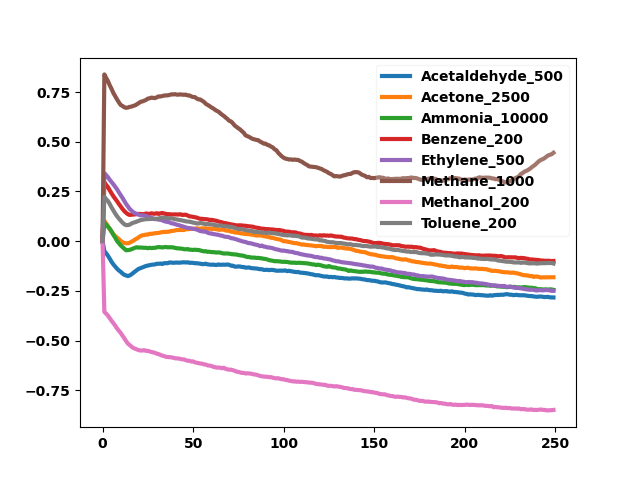 Acetaldehyde_500
Acetone_2500
Ammonia_10000
Benzene_200
Ethylene_500
Methane_1000
Methanol_200
Toluene_200
0.75
0.50
0.25
0.00
−0.25
−0.50
−0.75
0 50 100 150 200 250